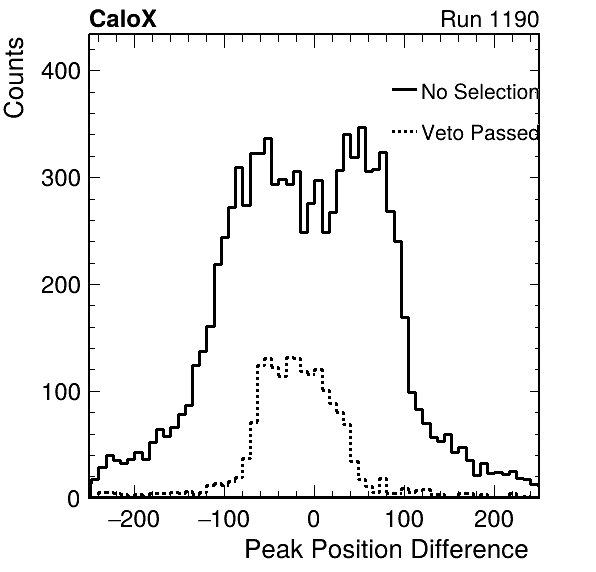 CaloX Run 1190
Counts
400
No Selection
Veto Passed
300
200
100
0
−200 −100 0 100 200
Peak Position Difference